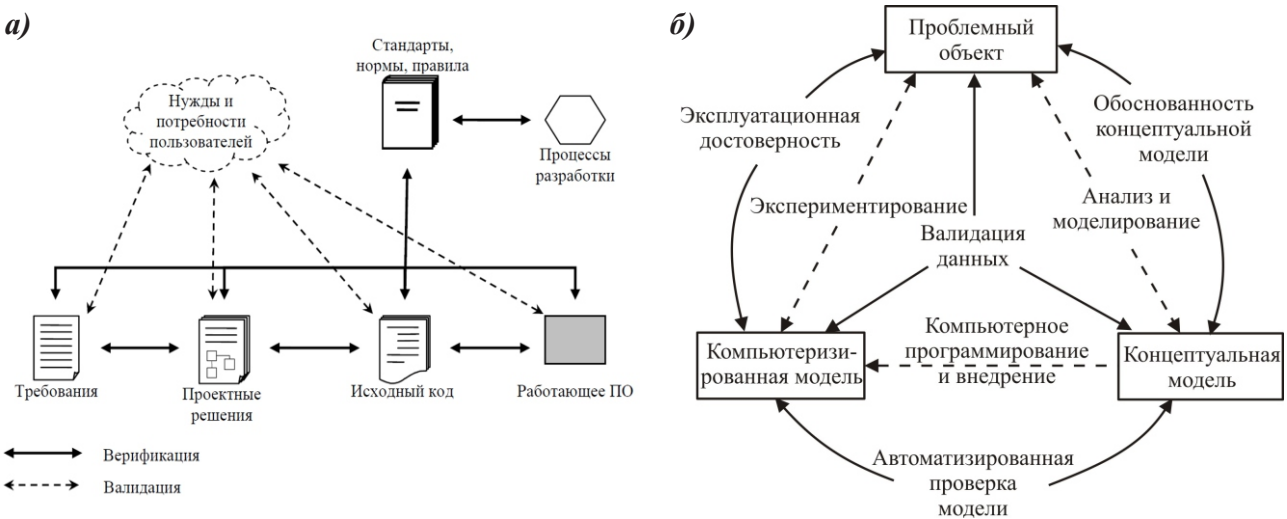 а)
Стандарты,
нормы, правила
Нужды и
потребности
пользователей
Процессы
разработки
Требования
Проектные
решения
Исходный код
Работающее ПО
Верификация
Валидация
б)
Проблемный
объект
Эксплуатационная
достоверность
Обоснованность
концептуальной
модели
Экспериментирование
Анализ и
моделирование
Валидация
данных
Компьютеризи-
рованная модель
Компьютерное
программирование
и внедрение
Концептуальная
модель
Автоматизированная
проверка
модели